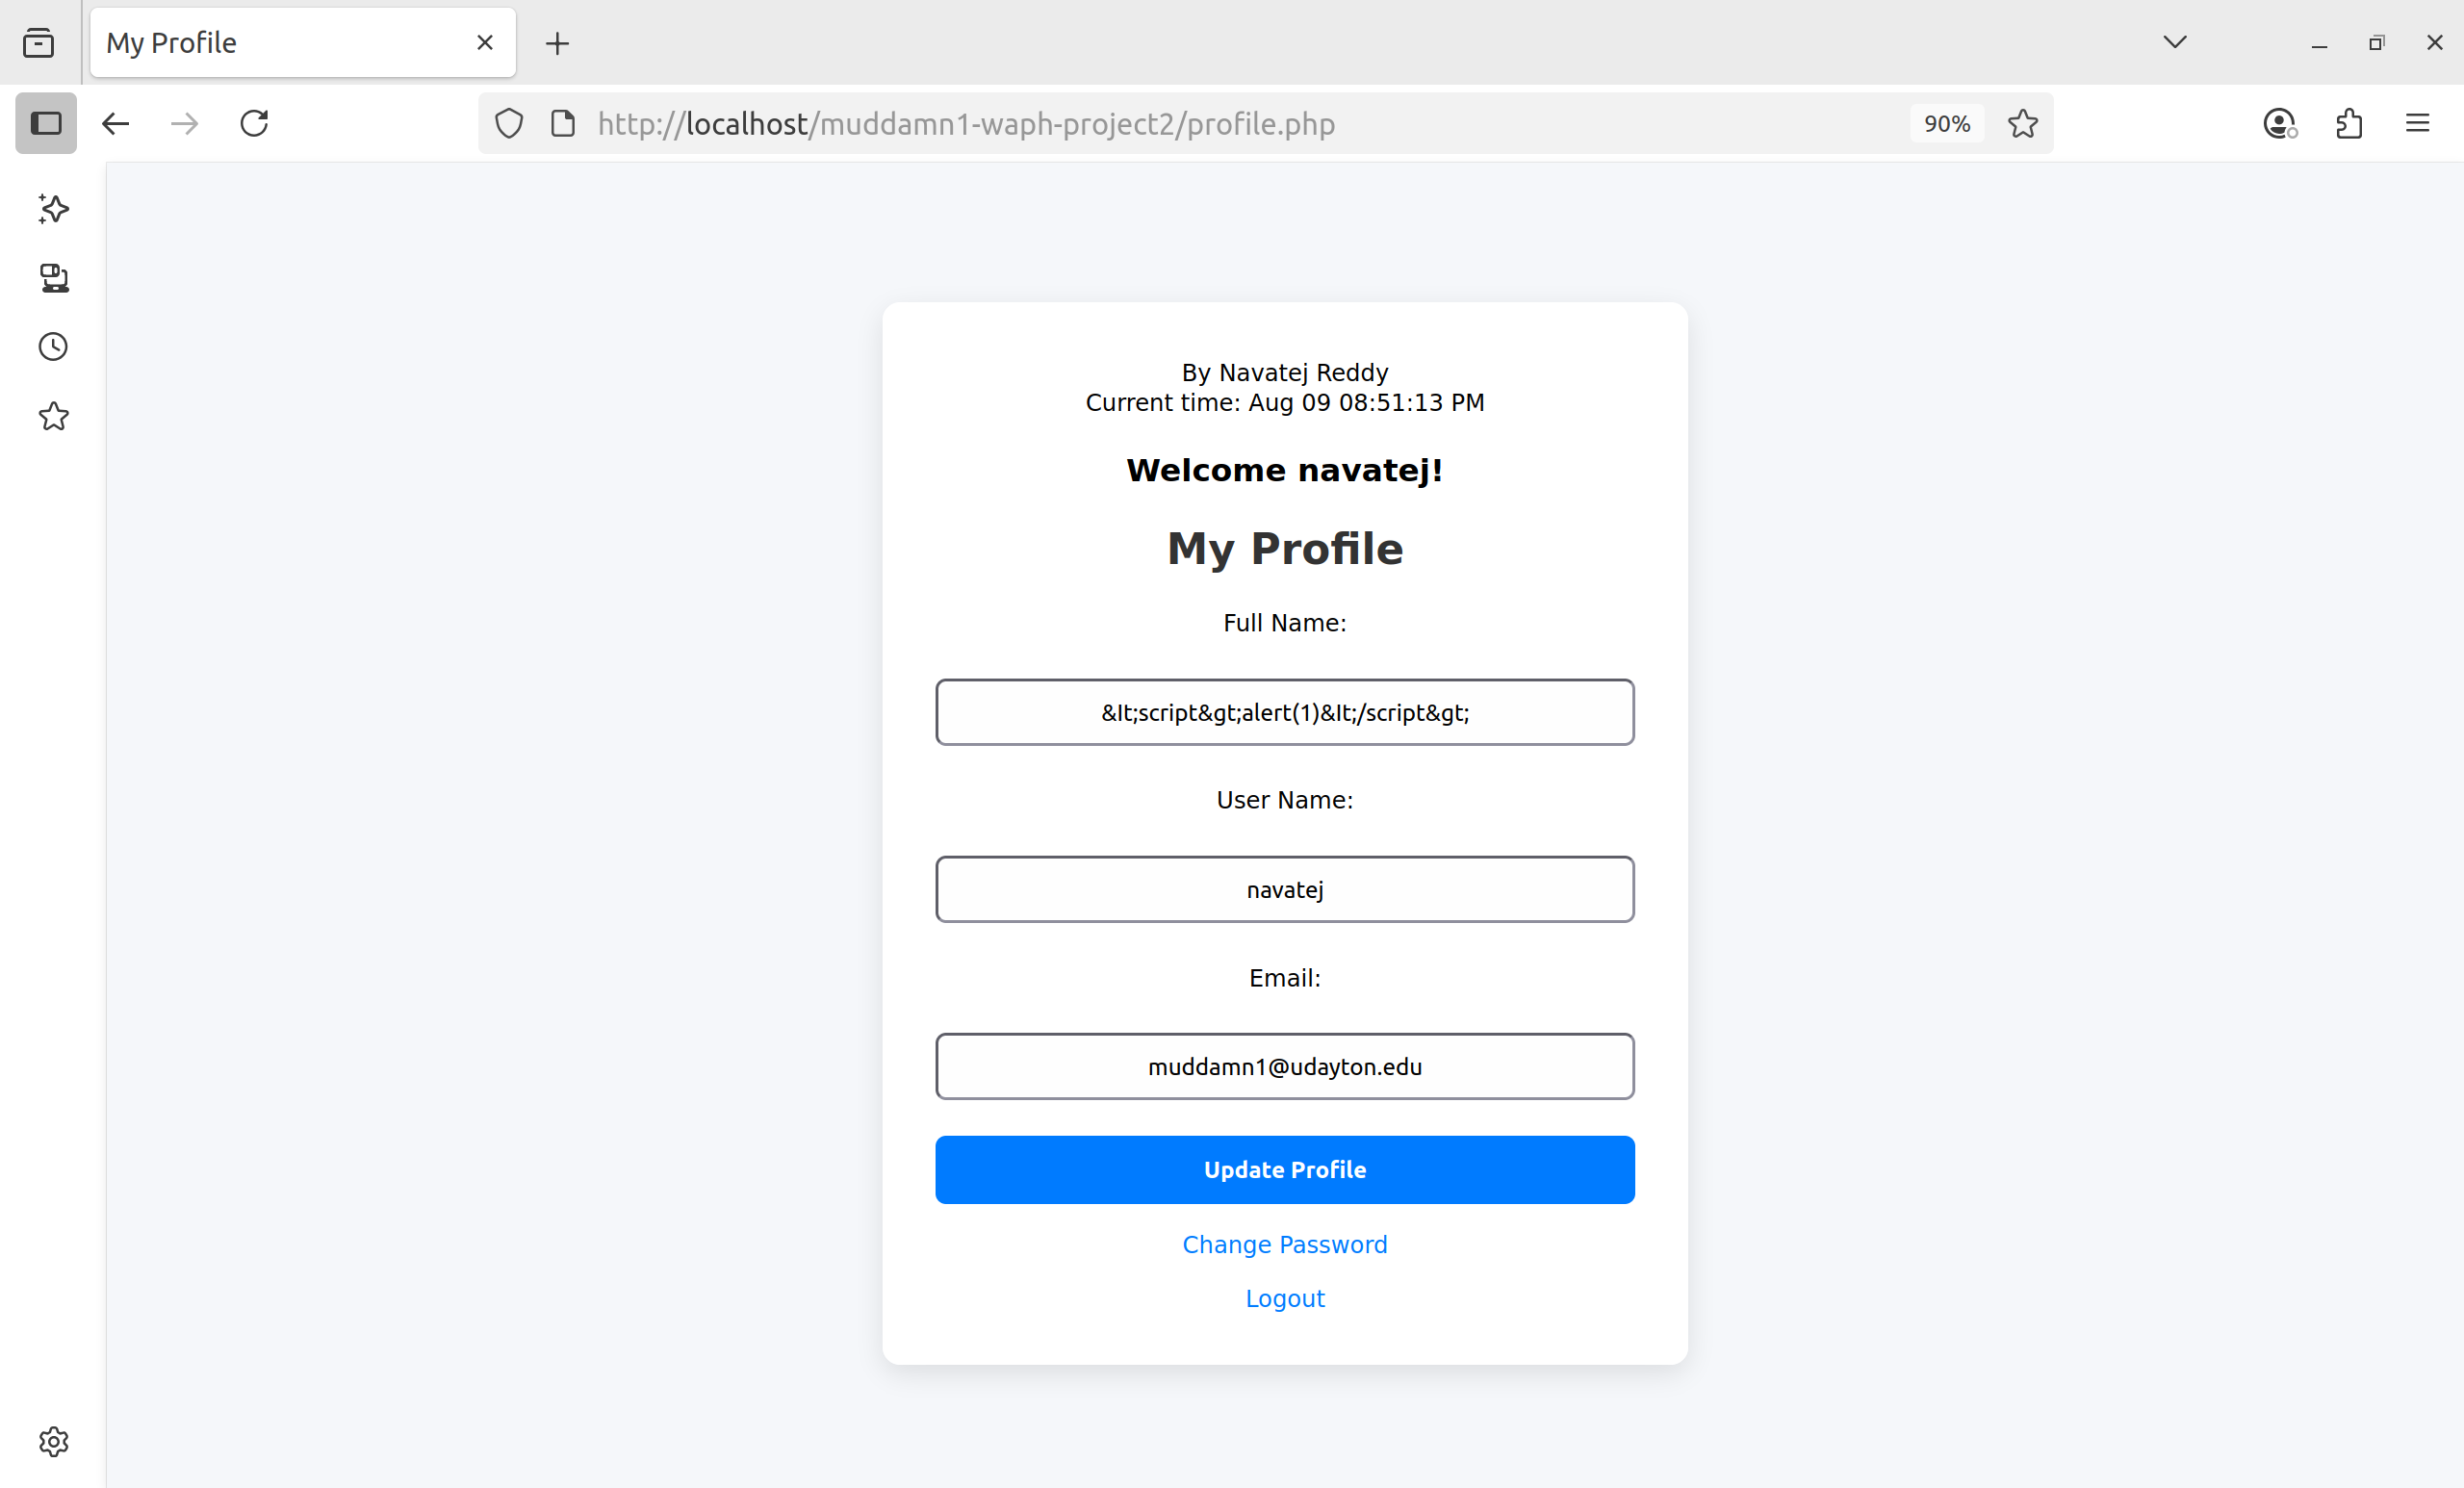 My Profile
http://localhost/muddamn1-waph-project2/profile.php
90%
By Navatej Reddy
Current time: Aug 09 08:51:13 PM
Welcome navatej!
My Profile
Full Name:
&lt;script&gt;alert(1)&lt;/script&gt;
User Name:
navatej
Email:
muddamn1@udayton.edu
Update Profile
Change Password
Logout